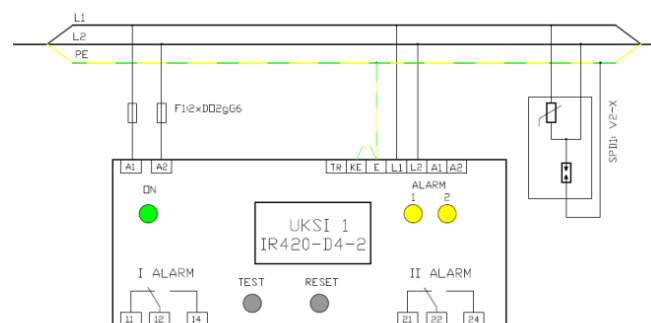 L1
L2
PE
F1:2xD02gG6
SPD1: V2-X
A1 A2 TR KE E L1 L2 A1 A2
ON
ALARM
1 2
UKSI 1
IR420-D4-2
I ALARM
TEST
RESET
II ALARM
11 12 14 21 22 24